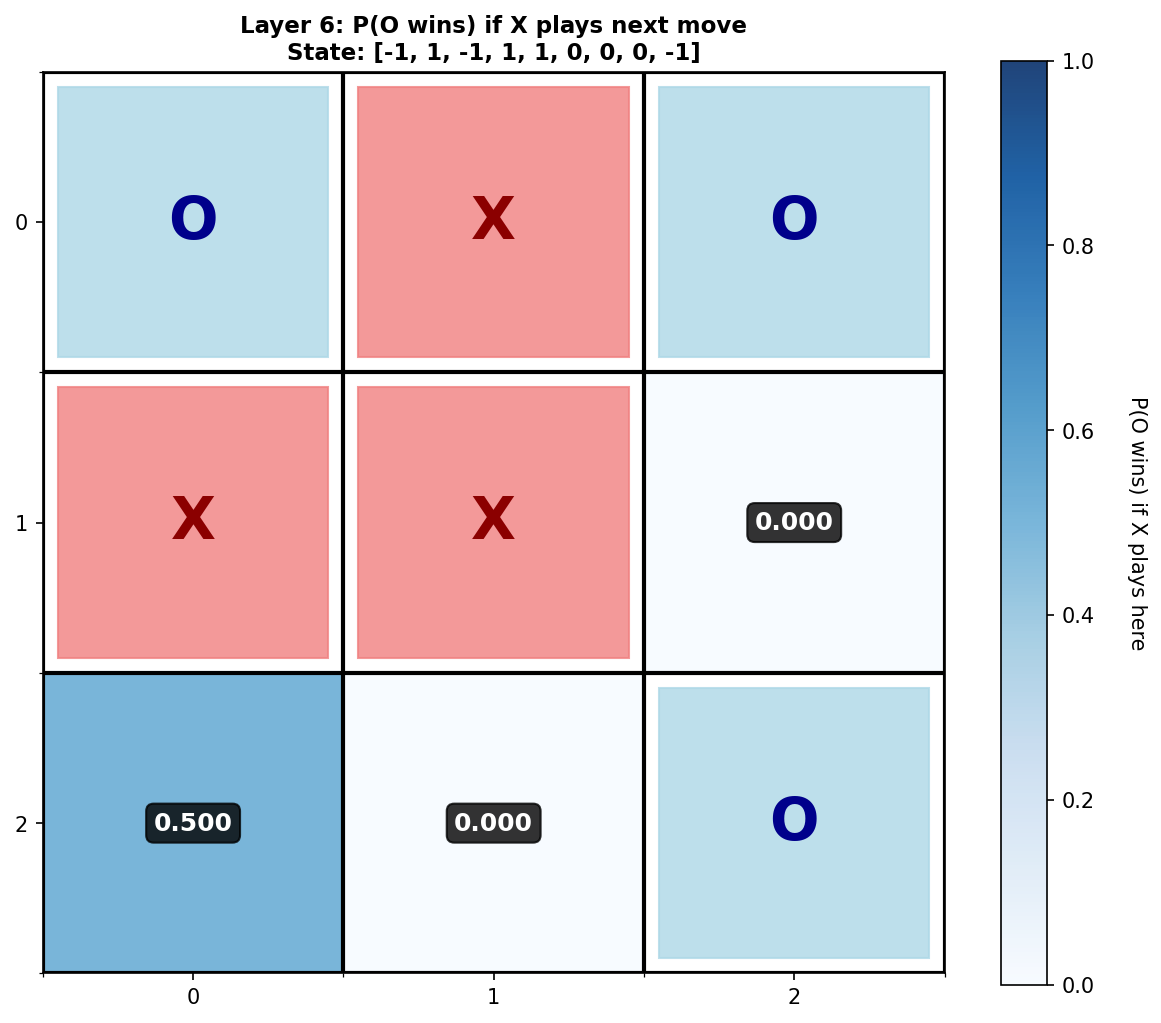 Layer 6: P(O wins) if X plays next move
State: [-1, 1, -1, 1, 1, 0, 0, 0, -1]
O
X
O
X
X
0.000
0.500
0.000
O
0
1
2
0
1
2
1.0
0.8
0.6
0.4
0.2
0.0
P(O wins) if X plays here